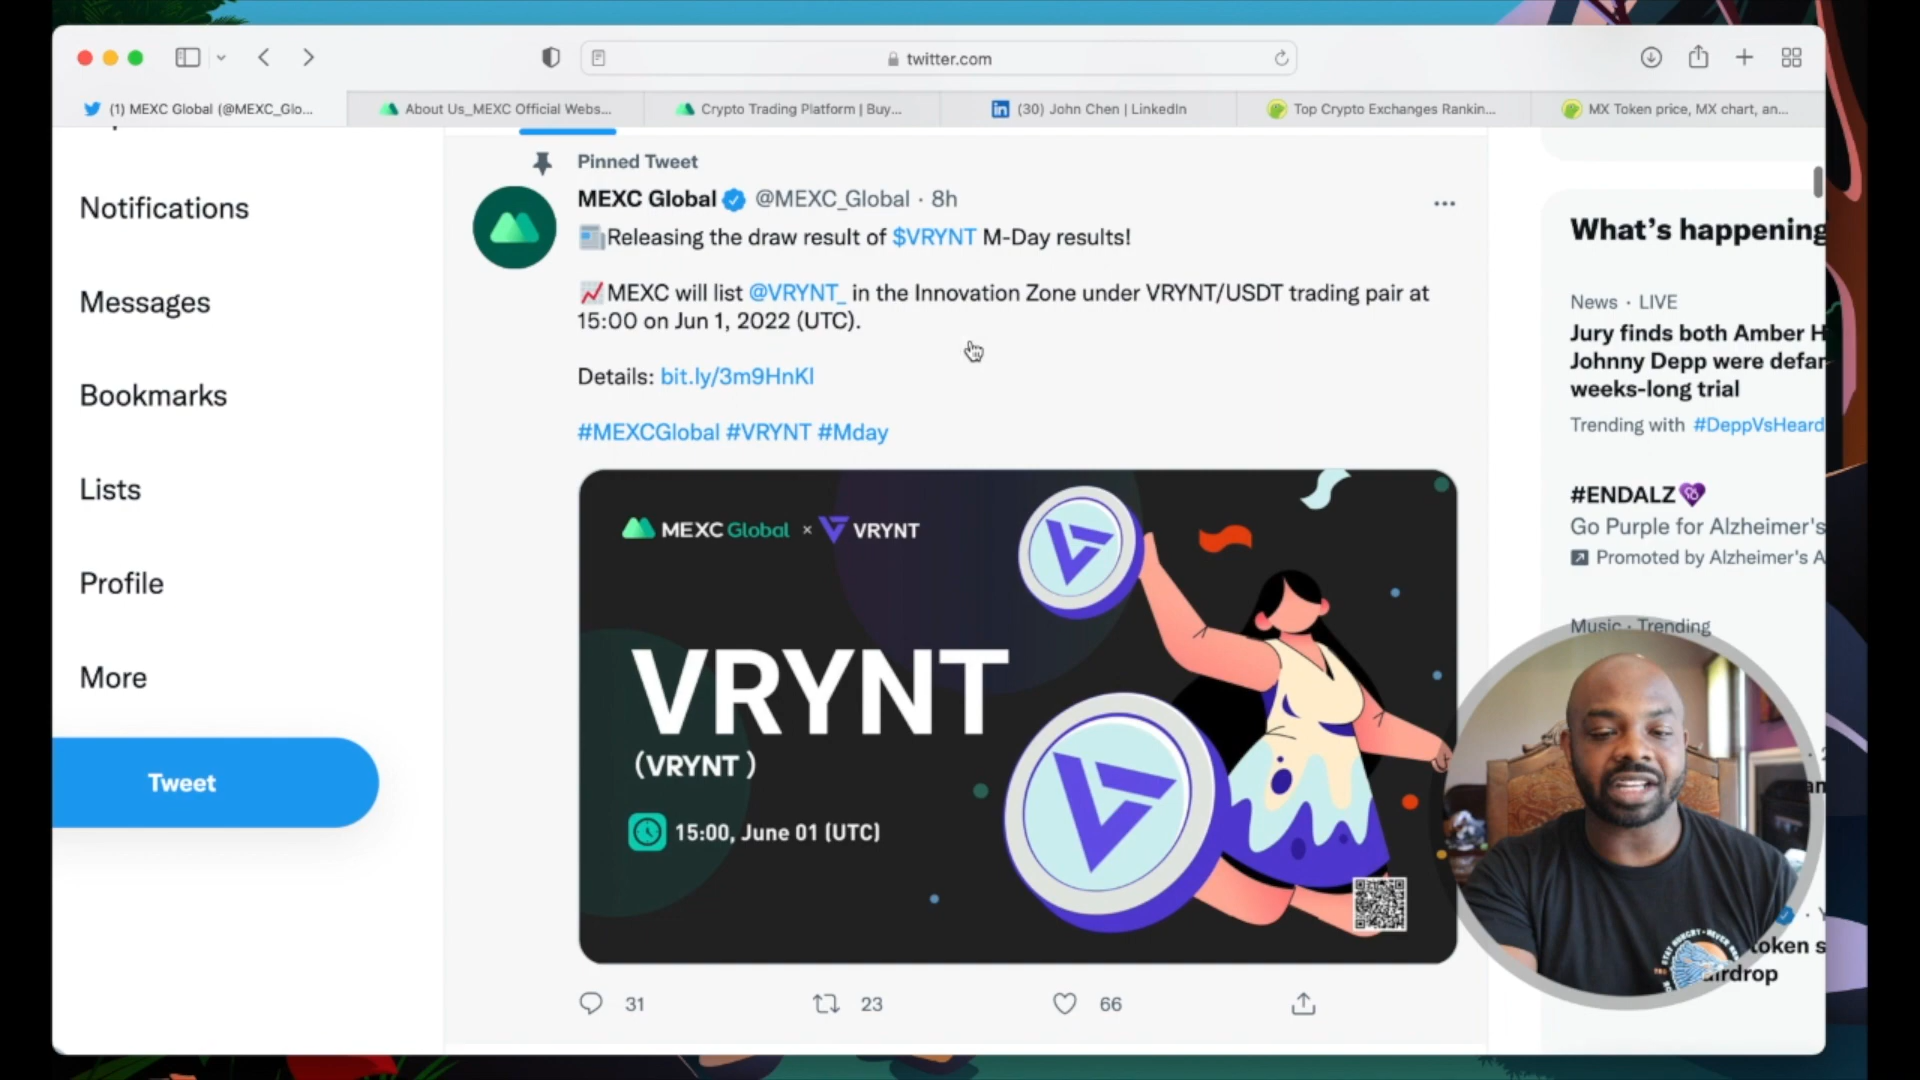 twitter.com
(1) MEXC Global (@MEXC_Glo...
About Us_MEXC Official Webs...
Crypto Trading Platform | Buy...
(30) John Chen | LinkedIn
Top Crypto Exchanges Rankin...
MX Token price, MX chart, an...
Notifications
Messages
Bookmarks
Lists
Profile
More
Tweet
Pinned Tweet
MEXC Global @MEXC_Global · 8h
Releasing the draw result of $VRYNT M-Day results!
MEXC will list @VRYNT_ in the Innovation Zone under VRYNT/USDT trading pair at
15:00 on Jun 1, 2022 (UTC).
Details: bit.ly/3m9HnKl
#MEXCGlobal #VRYNT #Mday
MEXC Global × VRYNT
VRYNT
(VRYNT )
15:00, June 01 (UTC)
31
23
66
What's happening
News · LIVE
Jury finds both Amber H
Johnny Depp were defar
weeks-long trial
Trending with #DeppVsHeard
#ENDALZ
Go Purple for Alzheimer's
Promoted by Alzheimer's A
Music · Trending
token s
airdrop